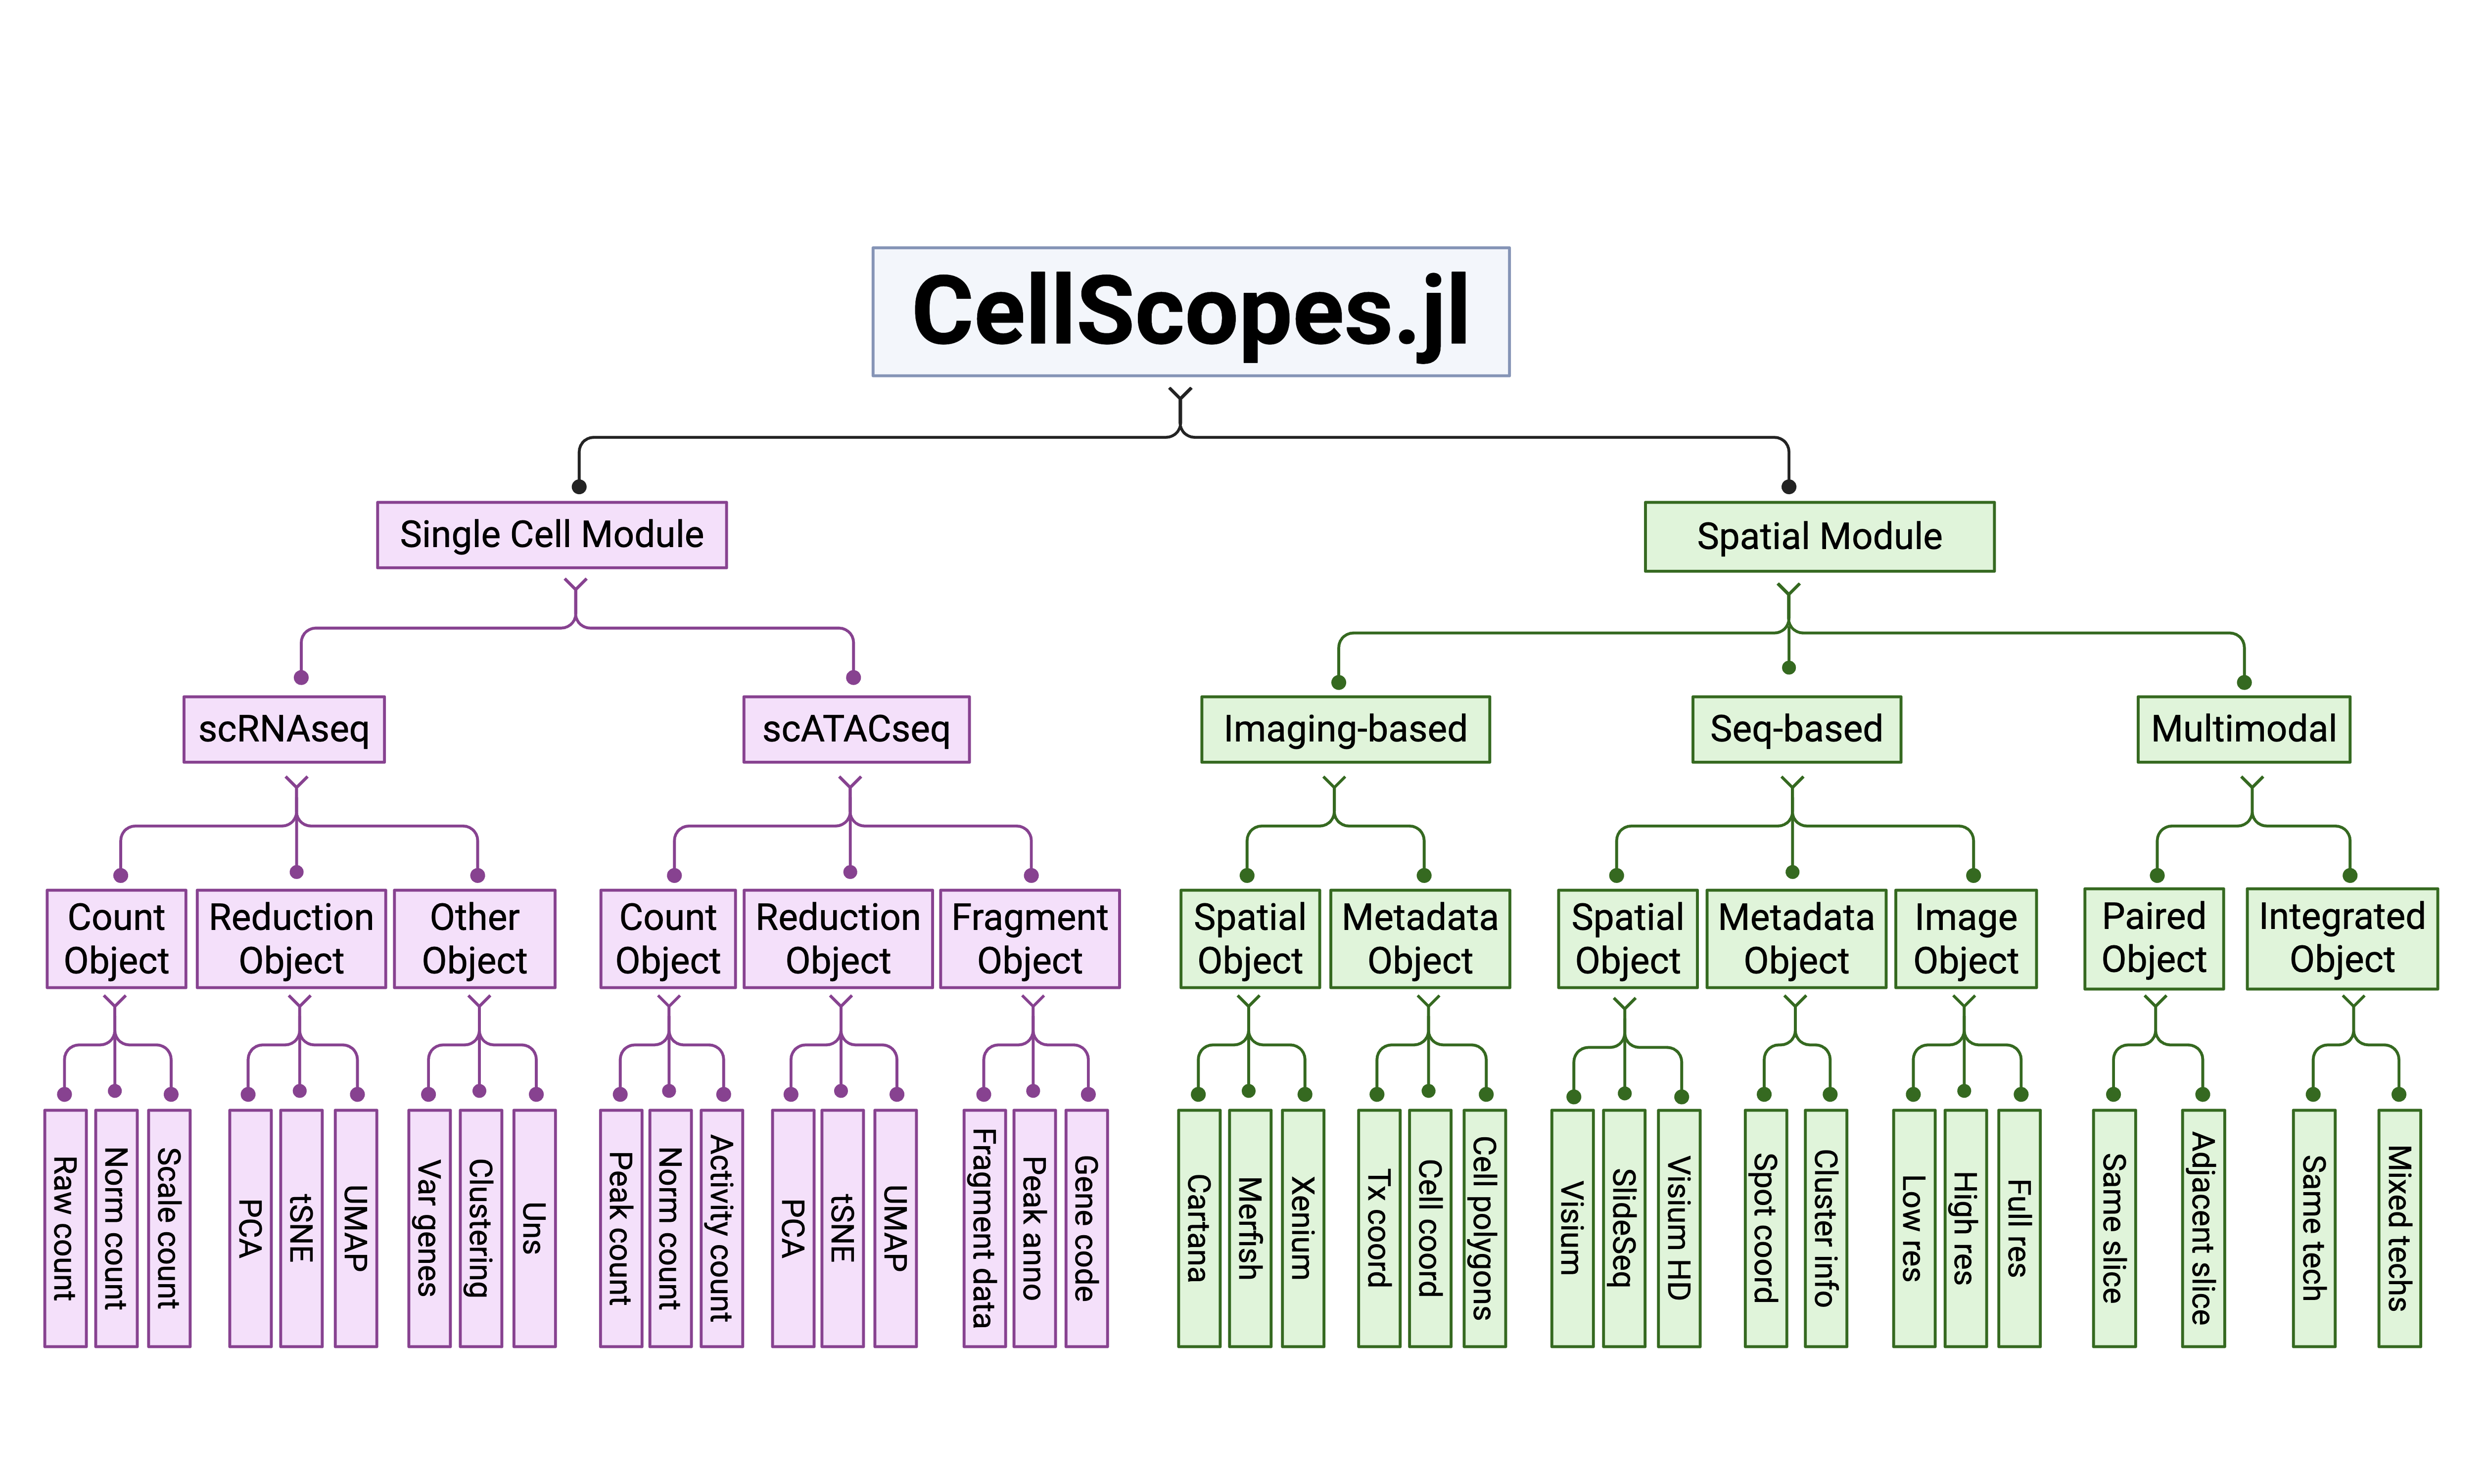 CellScopes.jl
Single Cell Module
Spatial Module
scRNAseq
scATACseq
Imaging-based
Seq-based
Multimodal
Count
Object
Reduction
Object
Other
Object
Count
Object
Reduction
Object
Fragment
Object
Spatial
Object
Metadata
Object
Spatial
Object
Metadata
Object
Image
Object
Paired
Object
Integrated
Object
Raw count
Norm count
Scale count
PCA
tSNE
UMAP
Var genes
Clustering
Uns
Peak count
Norm count
Activity count
PCA
tSNE
UMAP
Fragment data
Peak anno
Gene code
Cartana
Merfish
Xenium
Tx coord
Cell coord
Cell polygons
Visium
SlideSeq
Visium HD
Spot coord
Cluster info
Low res
High res
Full res
Same slice
Adjacent slice
Same tech
Mixed techs